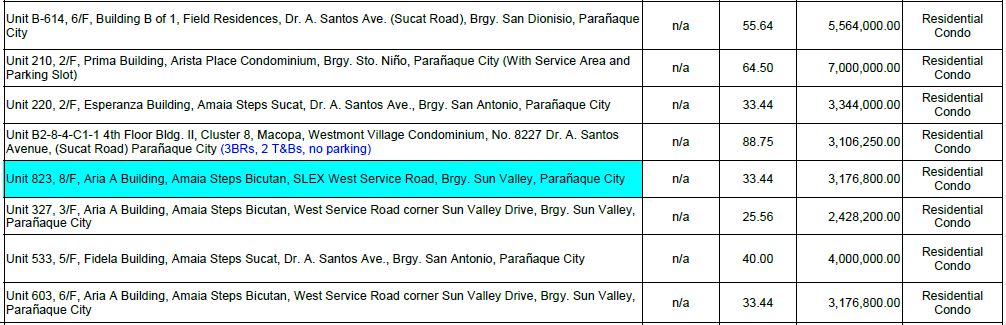 Unit B-614, 6/F, Building B of 1, Field Residences, Dr. A. Santos Ave. (Sucat Road), Brgy. San Dionisio, Parañaque
City
n/a
55.64
5,564,000.00
Residential
Condo
Unit 210, 2/F, Prima Building, Arista Place Condominium, Brgy. Sto. Niño, Parañaque City (With Service Area and
Parking Slot)
n/a
64.50
7,000,000.00
Residential
Condo
Unit 220, 2/F, Esperanza Building, Amaia Steps Sucat, Dr. A. Santos Ave., Brgy. San Antonio, Parañaque City
n/a
33.44
3,344,000.00
Residential
Condo
Unit B2-8-4-C1-1 4th Floor Bldg. II, Cluster 8, Macopa, Westmont Village Condominium, No. 8227 Dr. A. Santos
Avenue, (Sucat Road) Parañaque City (3BRs, 2 T&Bs, no parking)
n/a
88.75
3,106,250.00
Residential
Condo
Unit 823, 8/F, Aria A Building, Amaia Steps Bicutan, SLEX West Service Road, Brgy. Sun Valley, Parañaque City
n/a
33.44
3,176,800.00
Residential
Condo
Unit 327, 3/F, Aria A Building, Amaia Steps Bicutan, West Service Road corner Sun Valley Drive, Brgy. Sun Valley,
Parañaque City
n/a
25.56
2,428,200.00
Residential
Condo
Unit 533, 5/F, Fidela Building, Amaia Steps Sucat, Dr. A. Santos Ave., Brgy. San Antonio, Parañaque City
n/a
40.00
4,000,000.00
Residential
Condo
Unit 603, 6/F, Aria A Building, Amaia Steps Bicutan, West Service Road corner Sun Valley Drive, Brgy. Sun Valley,
Parañaque City
n/a
33.44
3,176,800.00
Residential
Condo